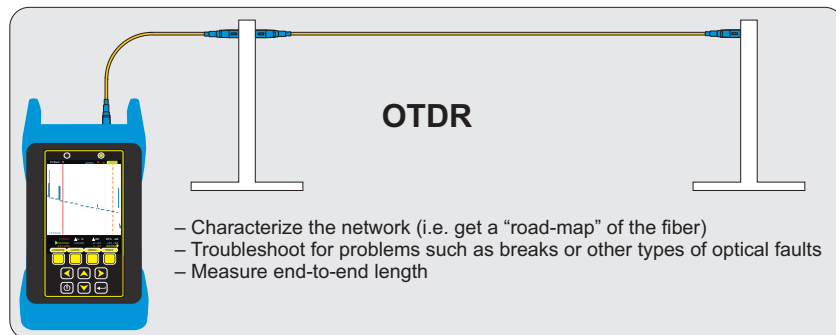 OTDR
– Characterize the network (i.e. get a “road-map” of the fiber)
– Troubleshoot for problems such as breaks or other types of optical faults
– Measure end-to-end length